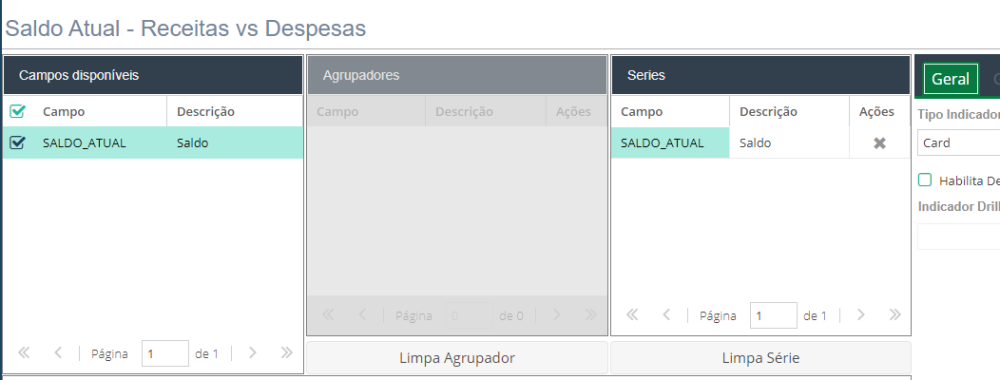 Saldo Atual - Receitas vs Despesas
Campos disponíveis
Campo Descrição
SALDO_ATUAL Saldo
Página 1 de 1
Agrupadores
Campo Descrição Ações
Página 0 de 0
Limpa Agrupador
Series
Campo Descrição Ações
SALDO_ATUAL Saldo
Página 1 de 1
Limpa Série
Geral
Tipo Indicador
Card
Habilita De
Indicador Drill